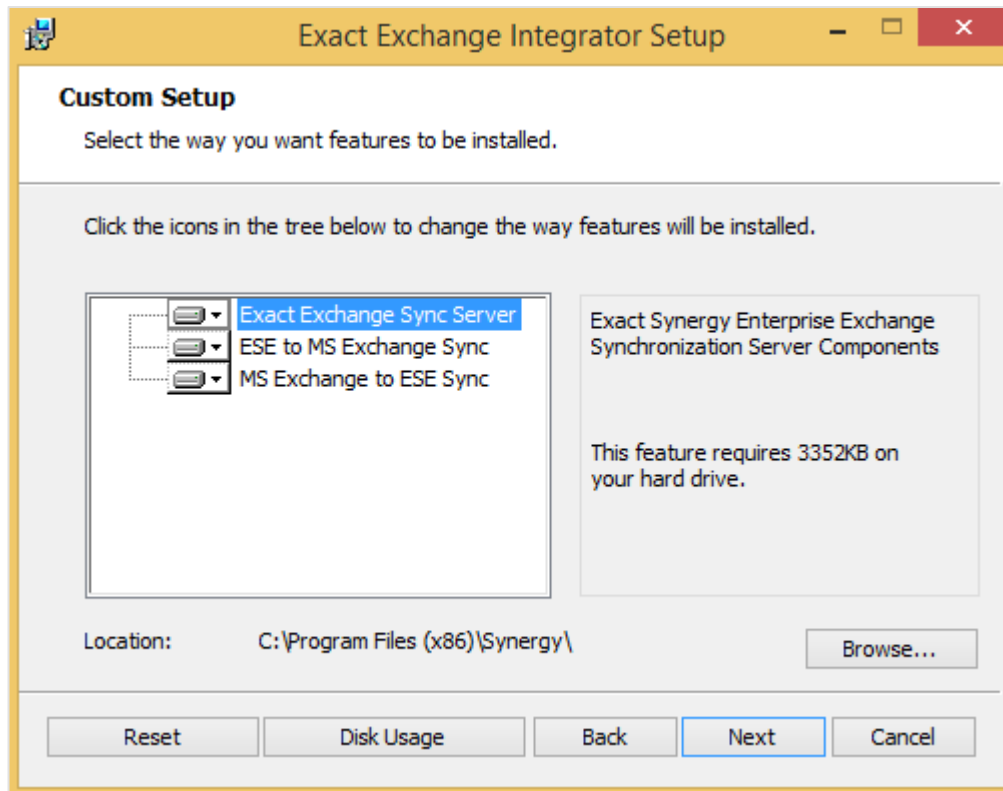 Exact Exchange Integrator Setup
Custom Setup
Select the way you want features to be installed.
Click the icons in the tree below to change the way features will be installed.
Exact Exchange Sync Server
ESE to MS Exchange Sync
MS Exchange to ESE Sync
Exact Synergy Enterprise Exchange
Synchronization Server Components
This feature requires 3352KB on
your hard drive.
Location: C:\Program Files (x86)\Synergy\
Browse...
Reset Disk Usage Back Next Cancel